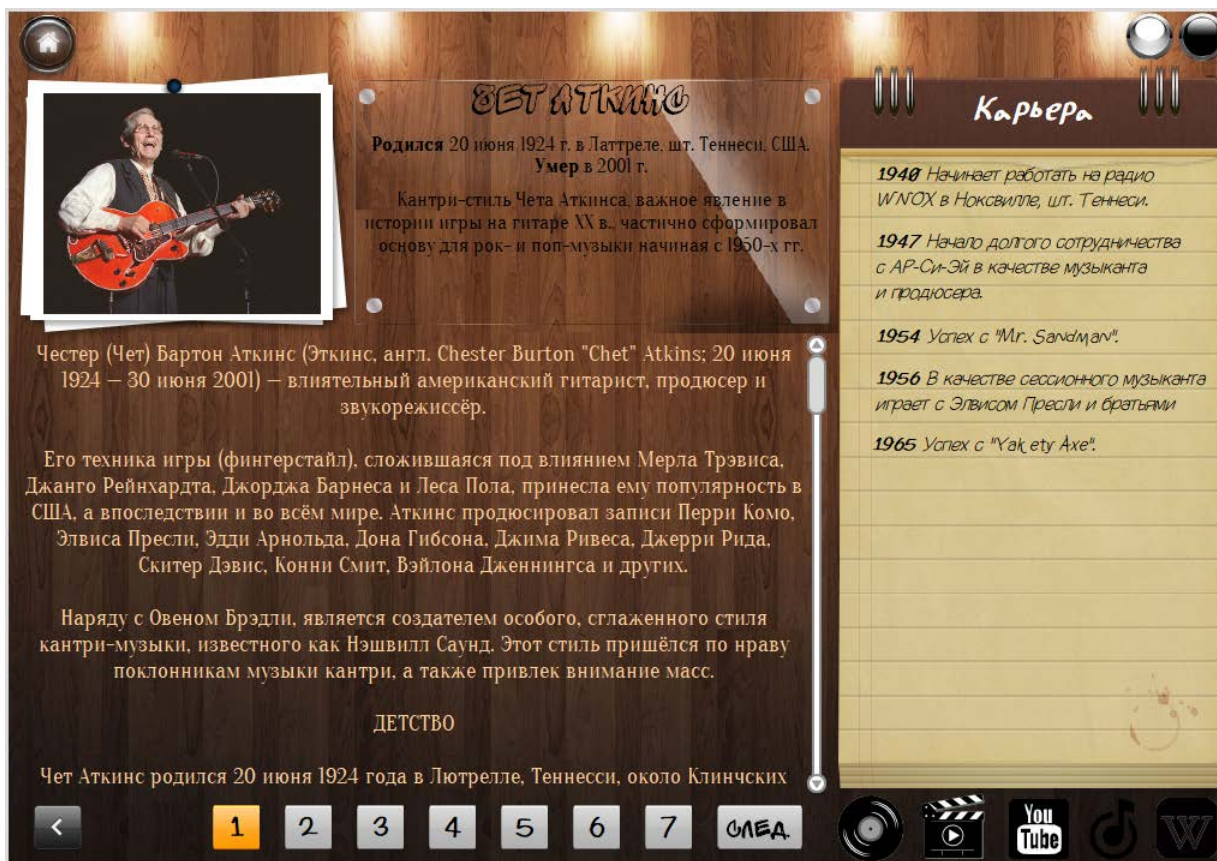 ЗЕТ АТКИНС
Родился 20 июня 1924 г. в Латтреле, шт. Теннеси, США.
Умер в 2001 г.
Кантри-стиль Чета Аткинса, важное явление в
истории игры на гитаре XX в., частично сформировал
основу для рок- и поп-музыки начиная с 1950-х гг.
Честер (Чет) Бартон Аткинс (Эткинс, англ. Chester Burton "Chet" Atkins; 20 июня
1924 — 30 июня 2001) — влиятельный американский гитарист, продюсер и
звукорежиссёр.
Его техника игры (фингерстайл), сложившаяся под влиянием Мерла Трэвиса,
Джанго Рейнхардта, Джорджа Барнеса и Леса Пола, принесла ему популярность в
США, а впоследствии и во всём мире. Аткинс продюсировал записи Перри Комо,
Элвиса Пресли, Эдди Арнольда, Дона Гибсона, Джима Ривеса, Джерри Рида,
Скитер Дэвис, Конни Смит, Вэйлона Дженнингса и других.
Наряду с Овеном Брэдли, является создателем особого, сглаженного стиля
кантри-музыки, известного как Нэшвилл Саунд. Этот стиль пришёлся по нраву
поклонникам музыки кантри, а также привлек внимание масс.
ДЕТСТВО
Чет Аткинс родился 20 июня 1924 года в Лютрелле, Теннесси, около Клинчских
Карьера
1940 Начинает работать на радио
WNOX в Ноксвилле, шт. Теннеси.
1947 Начало долгого сотрудничества
с АР-Си-Эй в качестве музыканта
и продюсера.
1954 Успех с "Mr. Sandman".
1956 В качестве сессионного музыканта
играет с Элвисом Пресли и братьями
1965 Успех с "Yak ety Axe".
1 2 3 4 5 6 7 СЛЕД.
You
Tube
W